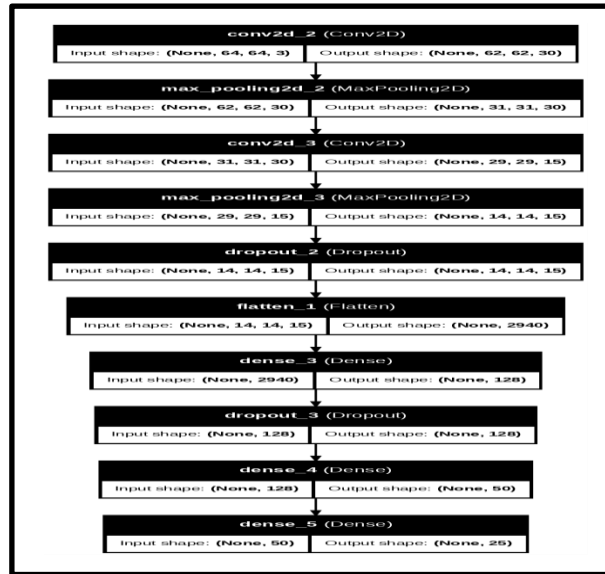 conv2d_2 (Conv2D)
Input shape: (None, 64, 64, 3) Output shape: (None, 62, 62, 30)
max_pooling2d_2 (MaxPooling2D)
Input shape: (None, 62, 62, 30) Output shape: (None, 31, 31, 30)
conv2d_3 (Conv2D)
Input shape: (None, 31, 31, 30) Output shape: (None, 29, 29, 15)
max_pooling2d_3 (MaxPooling2D)
Input shape: (None, 29, 29, 15) Output shape: (None, 14, 14, 15)
dropout_2 (Dropout)
Input shape: (None, 14, 14, 15) Output shape: (None, 14, 14, 15)
flatten_1 (Flatten)
Input shape: (None, 14, 14, 15) Output shape: (None, 2940)
dense_3 (Dense)
Input shape: (None, 2940) Output shape: (None, 128)
dropout_3 (Dropout)
Input shape: (None, 128) Output shape: (None, 128)
dense_4 (Dense)
Input shape: (None, 128) Output shape: (None, 50)
dense_5 (Dense)
Input shape: (None, 50) Output shape: (None, 25)